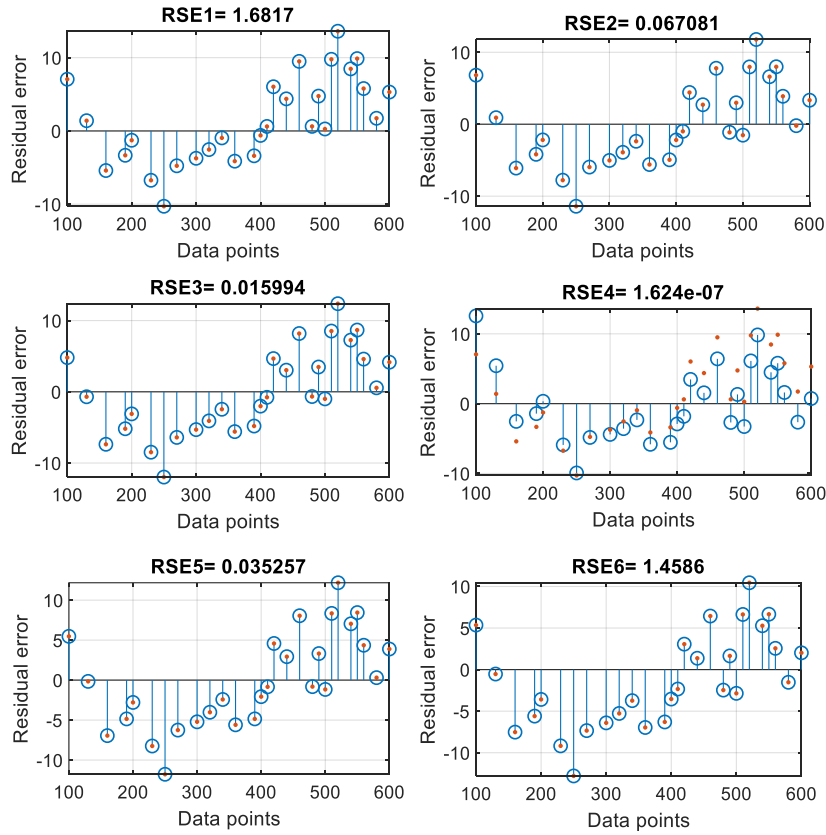 RSE1= 1.6817
10
0
-10
Residual error
100 200 300 400 500 600
Data points
RSE2= 0.067081
10
0
-10
Residual error
100 200 300 400 500 600
Data points
RSE3= 0.015994
10
0
-10
Residual error
100 200 300 400 500 600
Data points
RSE4= 1.624e-07
10
0
-10
Residual error
100 200 300 400 500 600
Data points
RSE5= 0.035257
10
5
0
-5
-10
Residual error
100 200 300 400 500 600
Data points
RSE6= 1.4586
10
5
0
-5
-10
Residual error
100 200 300 400 500 600
Data points